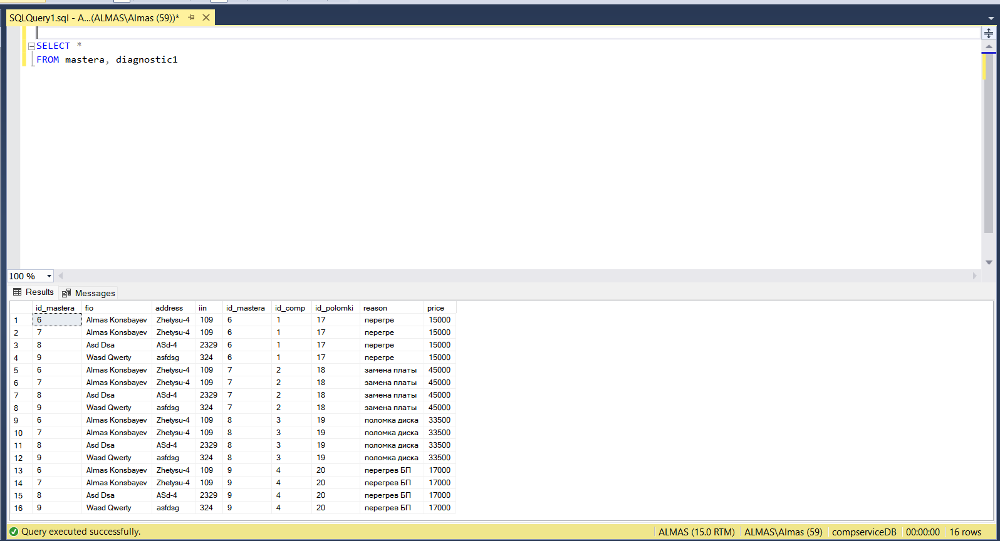 SQLQuery1.sql - A...(ALMAS\Almas (59))*
SELECT *
FROM mastera, diagnostic1
100 %
Results Messages
id_mastera fio address iin id_mastera id_comp id_polomki reason price
1 6 Almas Konsbayev Zhetysu-4 109 6 1 17 перегре 15000
2 7 Almas Konsbayev Zhetysu-4 109 6 1 17 перегре 15000
3 8 Asd Dsa ASd-4 2329 6 1 17 перегре 15000
4 9 Wasd Qwerty asfdsg 324 6 1 17 перегре 15000
5 6 Almas Konsbayev Zhetysu-4 109 7 2 18 замена платы 45000
6 7 Almas Konsbayev Zhetysu-4 109 7 2 18 замена платы 45000
7 8 Asd Dsa ASd-4 2329 7 2 18 замена платы 45000
8 9 Wasd Qwerty asfdsg 324 7 2 18 замена платы 45000
9 6 Almas Konsbayev Zhetysu-4 109 8 3 19 поломка диска 33500
10 7 Almas Konsbayev Zhetysu-4 109 8 3 19 поломка диска 33500
11 8 Asd Dsa ASd-4 2329 8 3 19 поломка диска 33500
12 9 Wasd Qwerty asfdsg 324 8 3 19 поломка диска 33500
13 6 Almas Konsbayev Zhetysu-4 109 9 4 20 перегрев БП 17000
14 7 Almas Konsbayev Zhetysu-4 109 9 4 20 перегрев БП 17000
15 8 Asd Dsa ASd-4 2329 9 4 20 перегрев БП 17000
16 9 Wasd Qwerty asfdsg 324 9 4 20 перегрев БП 17000
Query executed successfully. ALMAS (15.0 RTM) ALMAS\Almas (59) compserviceDB 00:00:00 16 rows